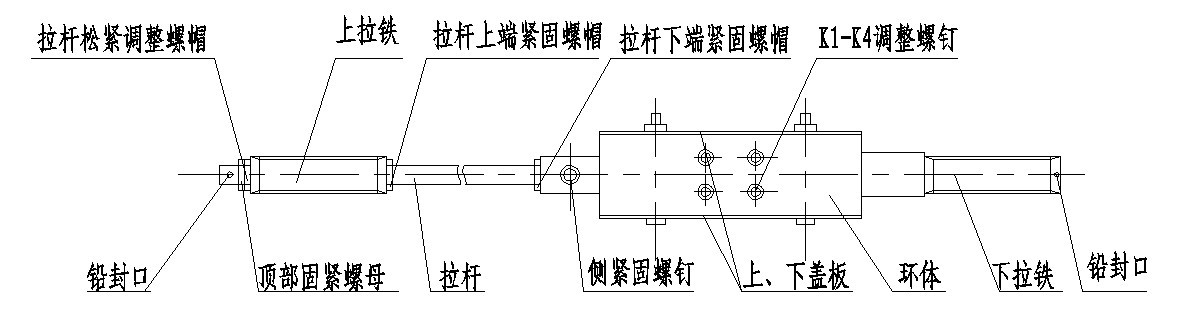 拉杆松紧调整螺帽
上拉铁
拉杆上端紧固螺帽
拉杆下端紧固螺帽
K1-K4调整螺钉
铅封口
顶部固紧螺母
拉杆
侧紧固螺钉
上、下盖板
环体
下拉铁
铅封口